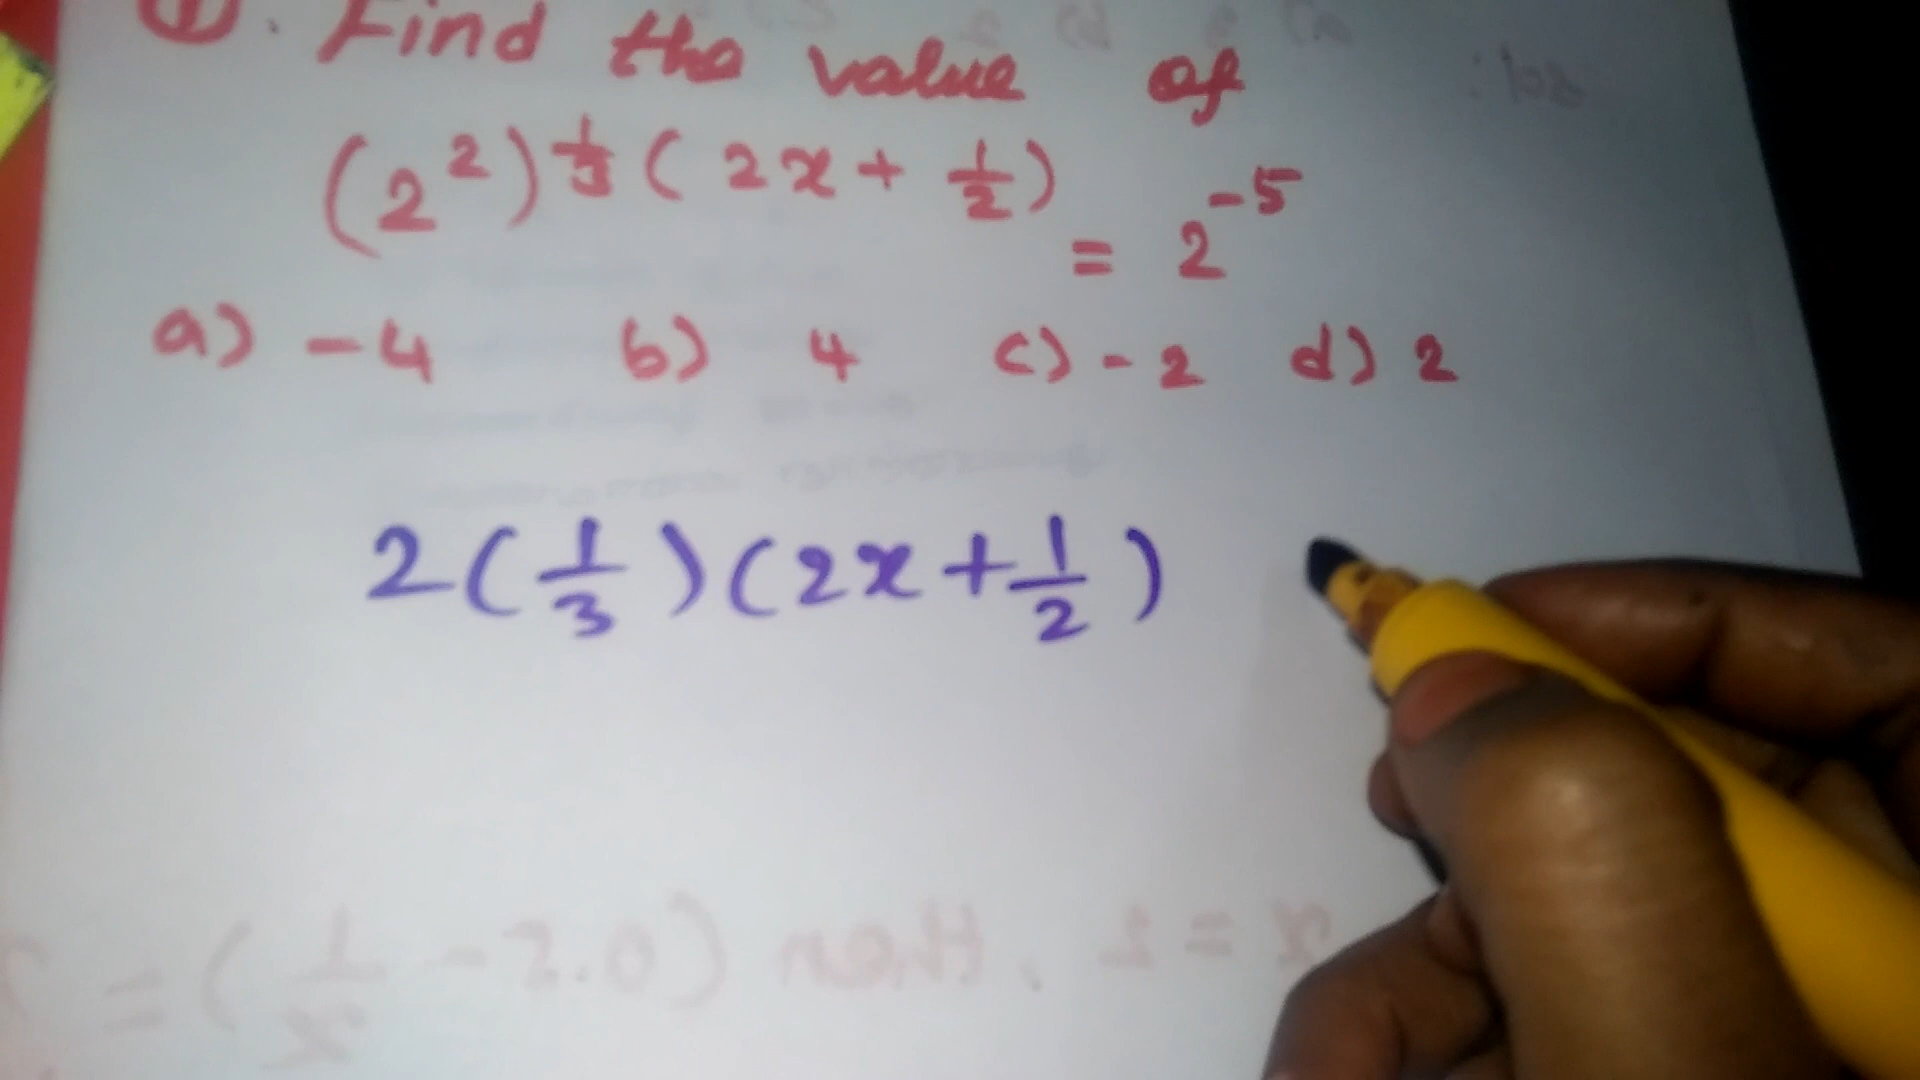 1. Find the value of
(2²)^⅓ (2x + ½) = 2⁻⁵
a) -4 b) 4 c) -2 d) 2
2(1/3)(2x+1/2)